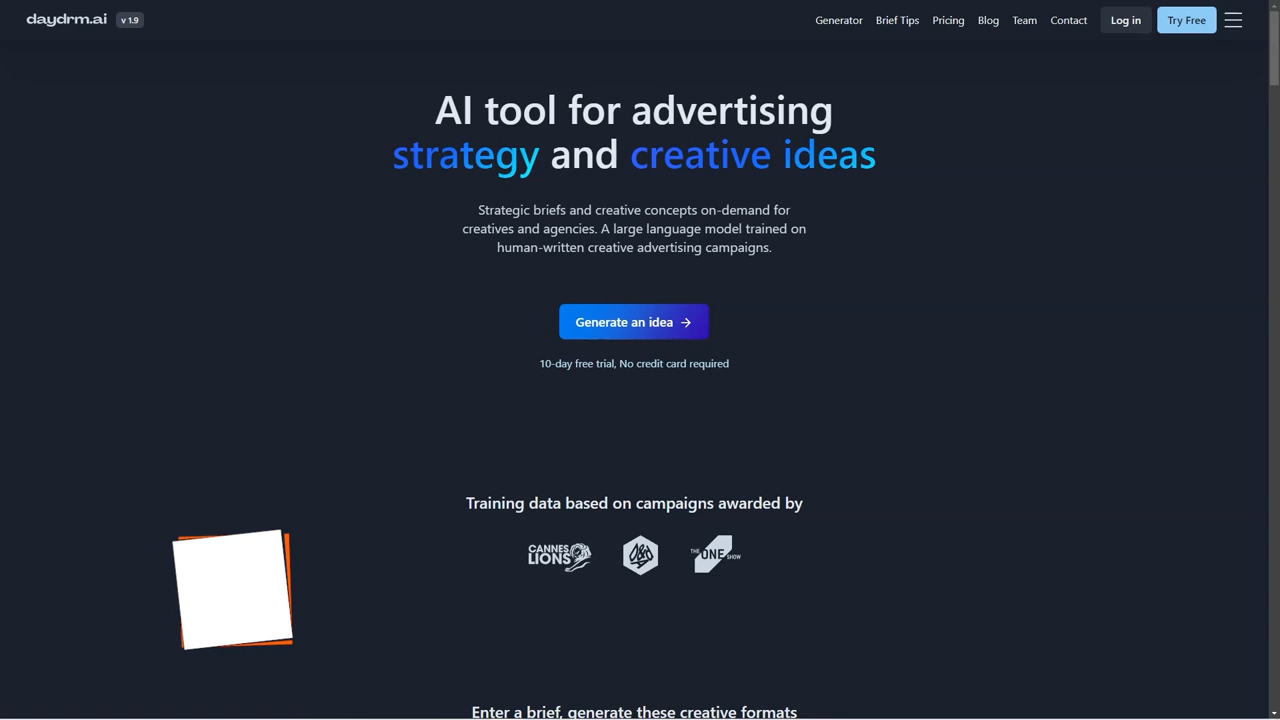 daydrm.ai
v 1.9
Generator
Brief Tips
Pricing
Blog
Team
Contact
Log in
Try Free
AI tool for advertising
strategy and creative ideas
Strategic briefs and creative concepts on-demand for
creatives and agencies. A large language model trained on
human-written creative advertising campaigns.
Generate an idea
10-day free trial, No credit card required
Training data based on campaigns awarded by
CANNES
LIONS
D&AD
THE ONE SHOW
Enter a brief, generate these creative formats